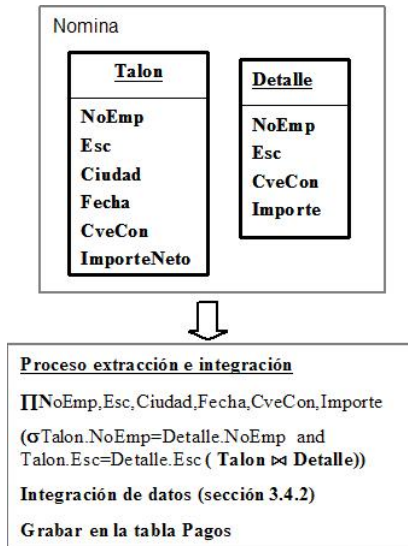 Nomina
Talon
NoEmp
Esc
Ciudad
Fecha
CveCon
ImporteNeto
Detalle
NoEmp
Esc
CveCon
Importe
Proceso extracción e integración
∏NoEmp,Esc,Ciudad,Fecha,CveCon,Importe
(σTalon.NoEmp=Detalle.NoEmp and
Talon.Esc=Detalle.Esc ( Talon ⋈ Detalle))
Integración de datos (sección 3.4.2)
Grabar en la tabla Pagos